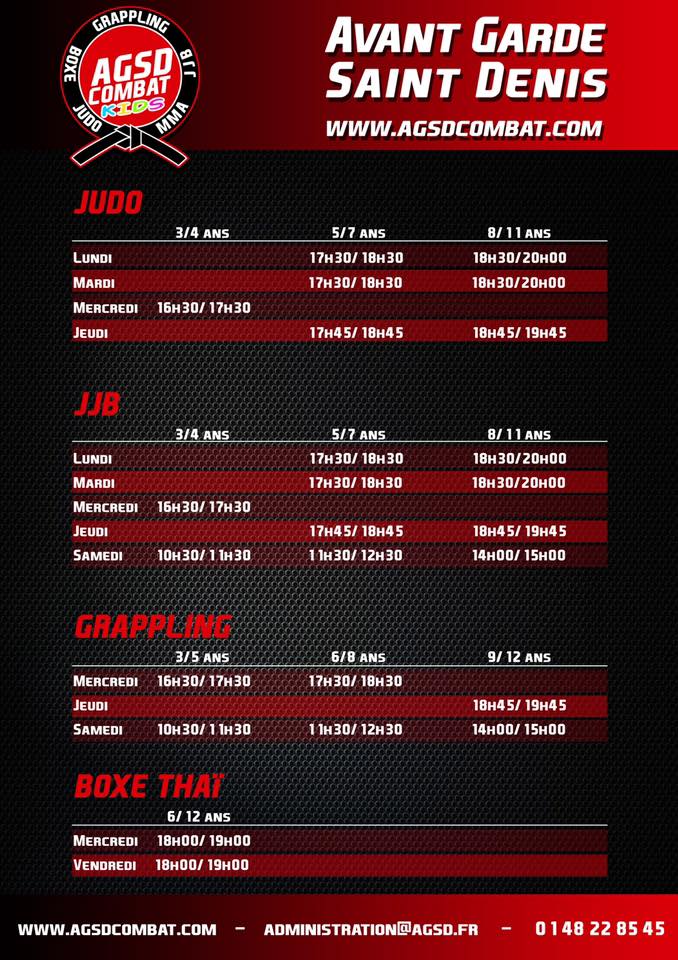 GRAPPLING
BOXE
JJB
AGSD
COMBAT
KIDS
JUDO
MMA
AVANT GARDE
SAINT DENIS
WWW.AGSDCOMBAT.COM
JUDO
3/4 ANS 5/7 ANS 8/11 ANS
LUNDI 17H30/18H30 18H30/20H00
MARDI 17H30/18H30 18H30/20H00
MERCREDI 16H30/17H30
JEUDI 17H45/18H45 18H45/19H45
JJB
3/4 ANS 5/7 ANS 8/11 ANS
LUNDI 17H30/18H30 18H30/20H00
MARDI 17H30/18H30 18H30/20H00
MERCREDI 16H30/17H30
JEUDI 17H45/18H45 18H45/19H45
SAMEDI 10H30/11H30 11H30/12H30 14H00/15H00
GRAPPLING
3/5 ANS 6/8 ANS 9/12 ANS
MERCREDI 16H30/17H30 17H30/18H30
JEUDI 18H45/19H45
SAMEDI 10H30/11H30 11H30/12H30 14H00/15H00
BOXE THAÏ
6/12 ANS
MERCREDI 18H00/19H00
VENDREDI 18H00/19H00
WWW.AGSDCOMBAT.COM - ADMINISTRATION@AGSD.FR - 01 48 22 85 45